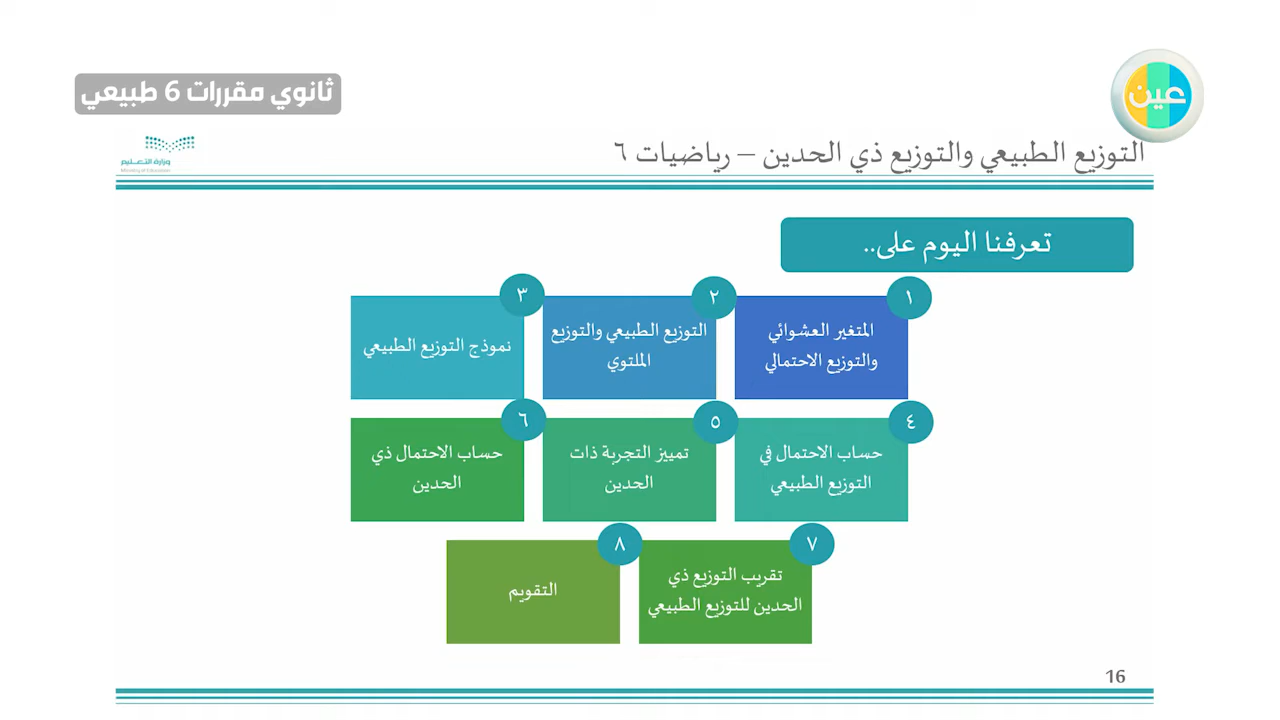 ثانوي مقررات 6 طبيعي
عين
وزارة التعليم
Ministry of Education
التوزيع الطبيعي والتوزيع ذي الحدين – رياضيات ٦
تعرفنا اليوم على..
١
المتغير العشوائي
والتوزيع الاحتمالي
٢
التوزيع الطبيعي والتوزيع
الملتوي
٣
نموذج التوزيع الطبيعي
٤
حساب الاحتمال في
التوزيع الطبيعي
٥
تمييز التجربة ذات
الحدين
٦
حساب الاحتمال ذي
الحدين
٧
تقريب التوزيع ذي
الحدين للتوزيع الطبيعي
٨
التقويم
16